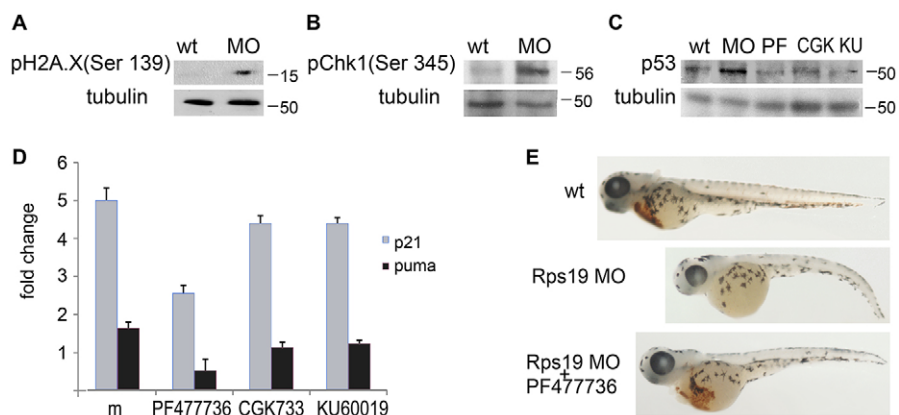 A
wt MO
pH2A.X(Ser 139)
15
tubulin
50
B
wt MO
pChk1(Ser 345)
56
tubulin
50
C
wt MO PF CGK KU
p53
50
tubulin
50
D
6
5
4
3
2
1
fold change
p21
puma
m PF477736 CGK733 KU60019
E
wt
Rps19 MO
Rps19 MO
+
PF477736